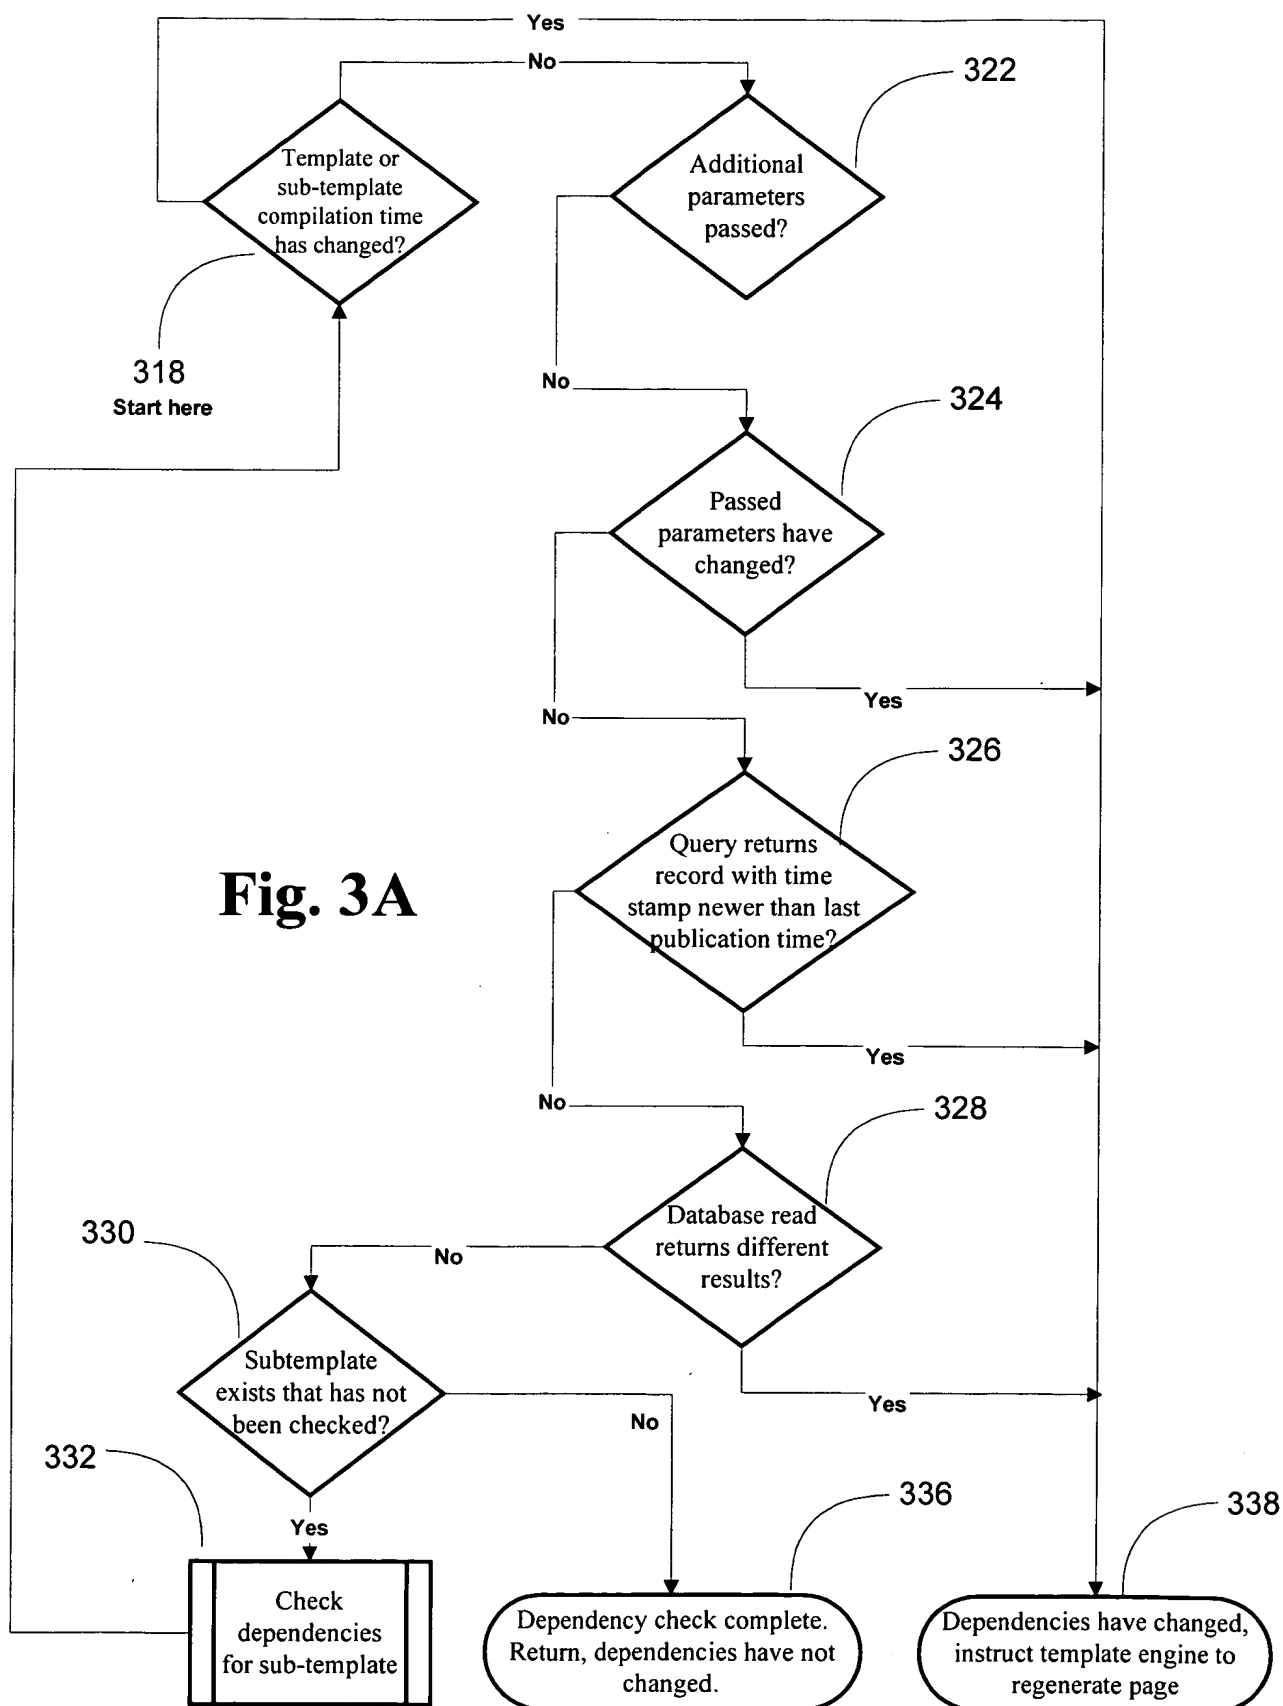 Yes
No
322
Template or
sub-template
compilation time
has changed?
Additional
parameters
passed?
318
Start here
No
324
Passed
parameters have
changed?
Yes
No
326
Query returns
record with time
stamp newer than last
publication time?
Fig. 3A
Yes
No
328
Database read
returns different
results?
330
No
Subtemplate
exists that has not
been checked?
Yes
No
332
336
338
Yes
Check
dependencies
for sub-template
Dependency check complete.
Return, dependencies have not
changed.
Dependencies have changed,
instruct template engine to
regenerate page